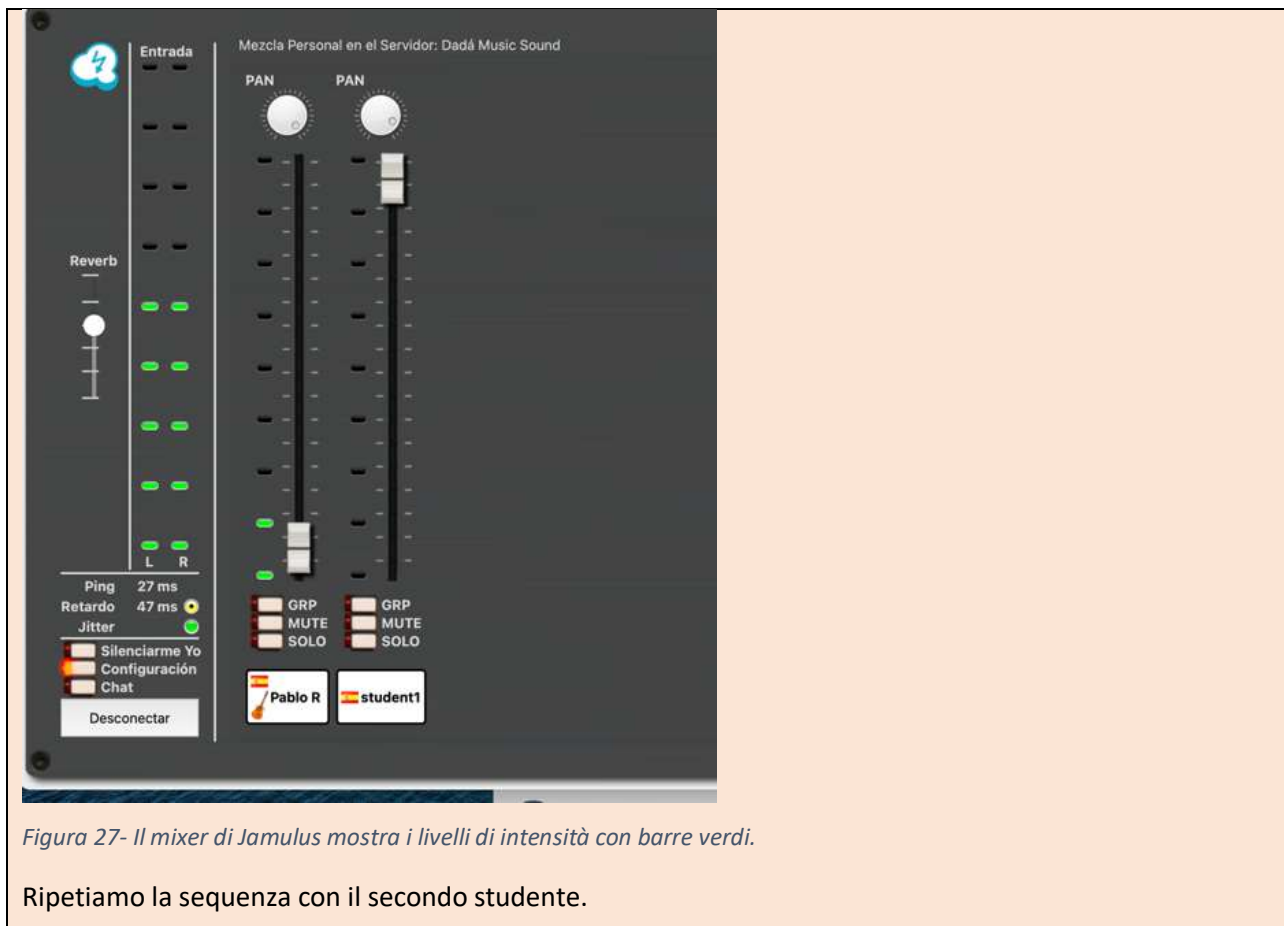 Entrada
Mezcla Personal en el Servidor: Dadá Music Sound
PAN PAN
Reverb
L R
Ping 27 ms
Retardo 47 ms
Jitter
Silenciarme Yo
Configuración
Chat
Desconectar
GRP GRP
MUTE MUTE
SOLO SOLO
Pablo R student1
Figura 27- Il mixer di Jamulus mostra i livelli di intensità con barre verdi.
Ripetiamo la sequenza con il secondo studente.